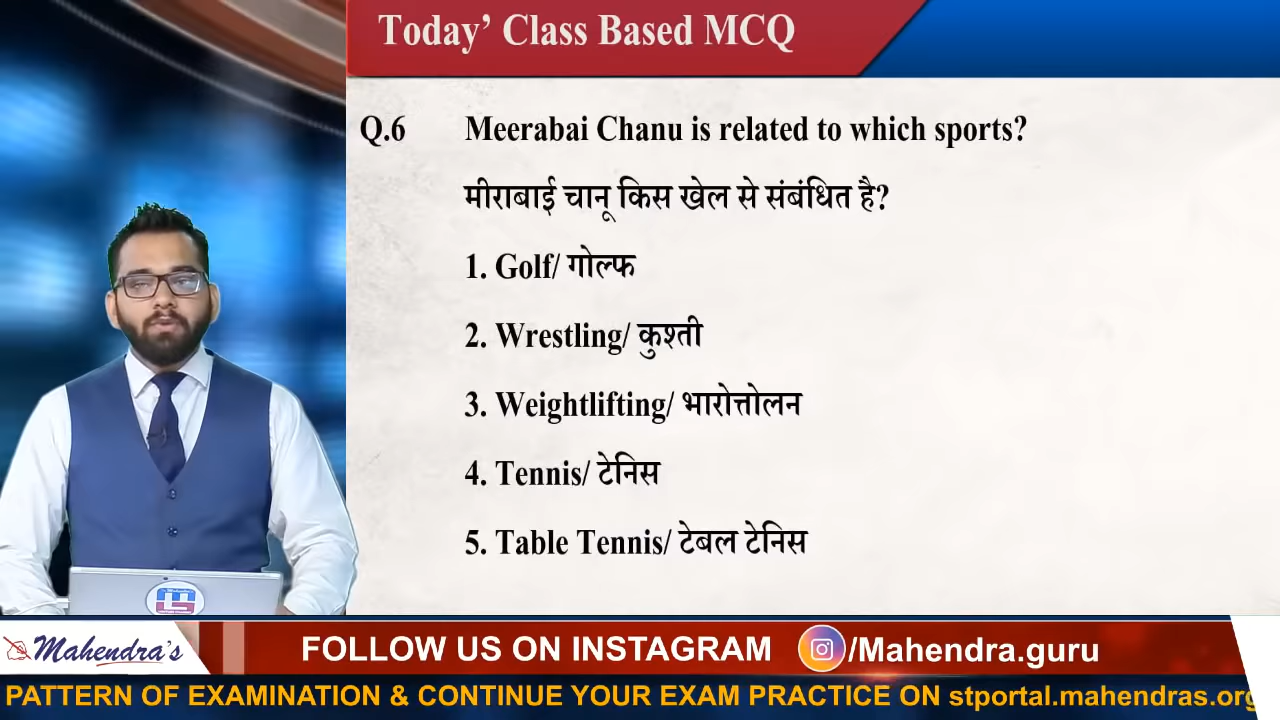 Today’ Class Based MCQ
Q.6 Meerabai Chanu is related to which sports?
मीराबाई चानू किस खेल से संबंधित है?
1. Golf/ गोल्फ
2. Wrestling/ कुश्ती
3. Weightlifting/ भारोत्तोलन
4. Tennis/ टेनिस
5. Table Tennis/ टेबल टेनिस
Mahendra's
FOLLOW US ON INSTAGRAM /Mahendra.guru
PATTERN OF EXAMINATION & CONTINUE YOUR EXAM PRACTICE ON stportal.mahendras.org